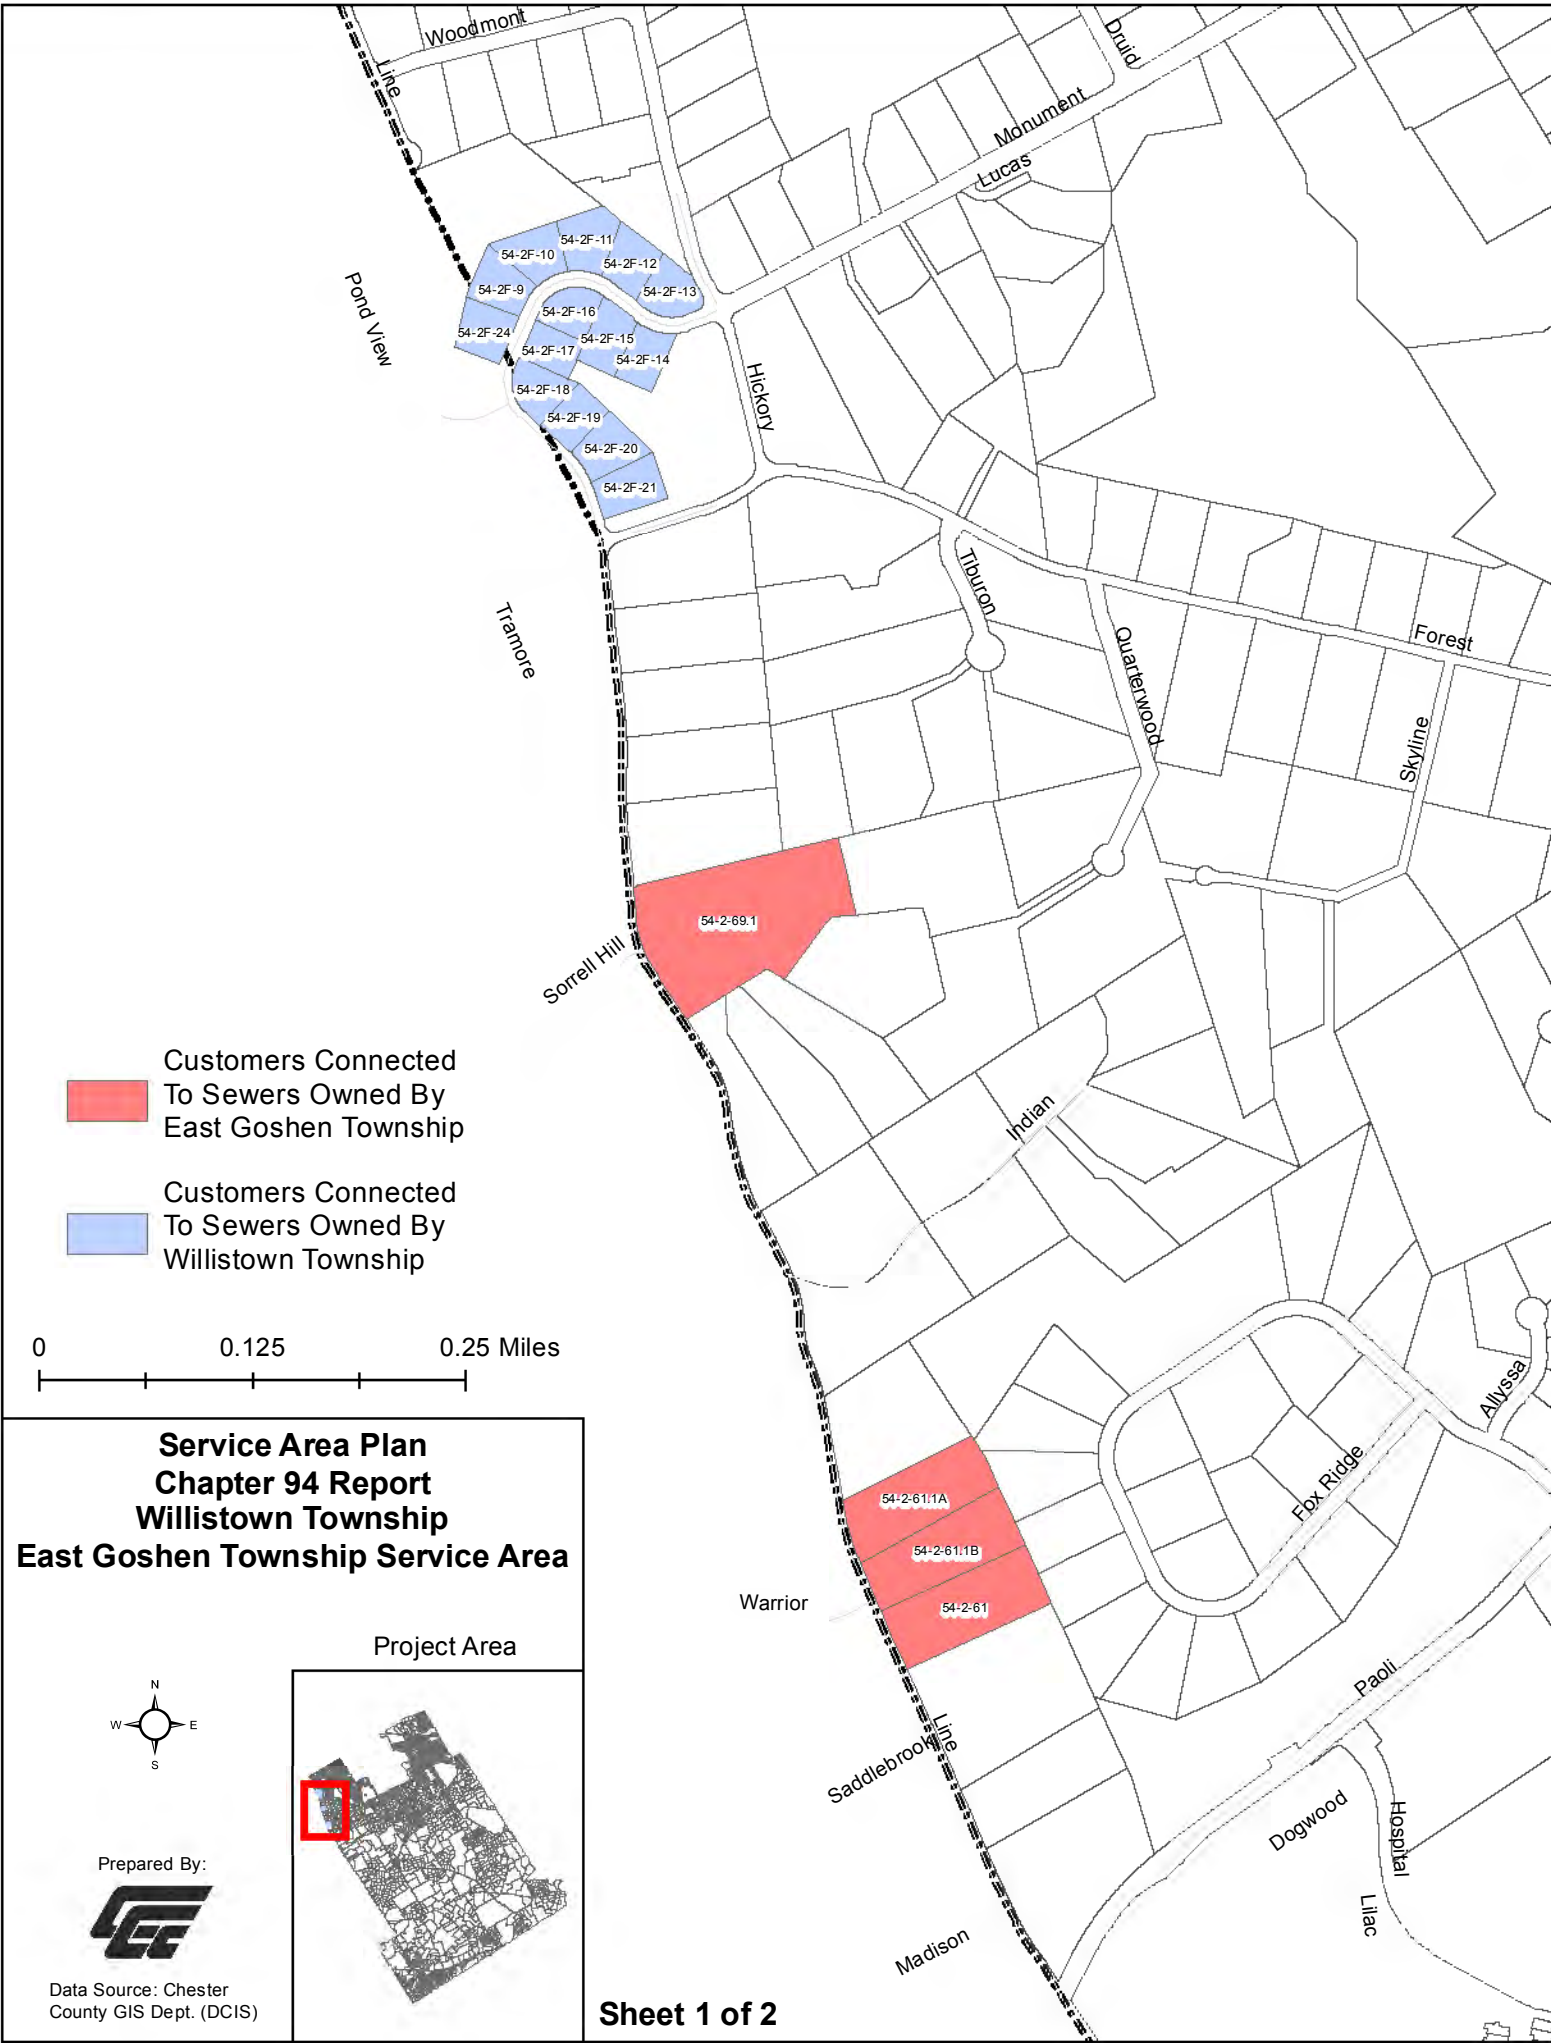 Woodmont
Line
Druid
Monument
Lucas
54-2F-11
54-2F-10
54-2F-12
54-2F-9
54-2F-13
54-2F-16
54-2F-24
54-2F-15
54-2F-17
54-2F-14
54-2F-18
54-2F-19
54-2F-20
54-2F-21
Pond View
Hickory
Tiburon
Tramore
Quarterwood
Forest
Skyline
54-2-69.1
Sorrell Hill
Customers Connected
To Sewers Owned By
East Goshen Township
Customers Connected
To Sewers Owned By
Willistown Township
Indian
0 0.125 0.25 Miles
Allyssa
Fox Ridge
54-2-61.1A
54-2-61.1B
54-2-61
Warrior
Paoli
Line
Saddlebrook
Dogwood
Hospital
Lilac
Madison
Service Area Plan
Chapter 94 Report
Willistown Township
East Goshen Township Service Area
Project Area
N
W E
S
Prepared By:
CEC
Data Source: Chester
County GIS Dept. (DCIS)
Sheet 1 of 2